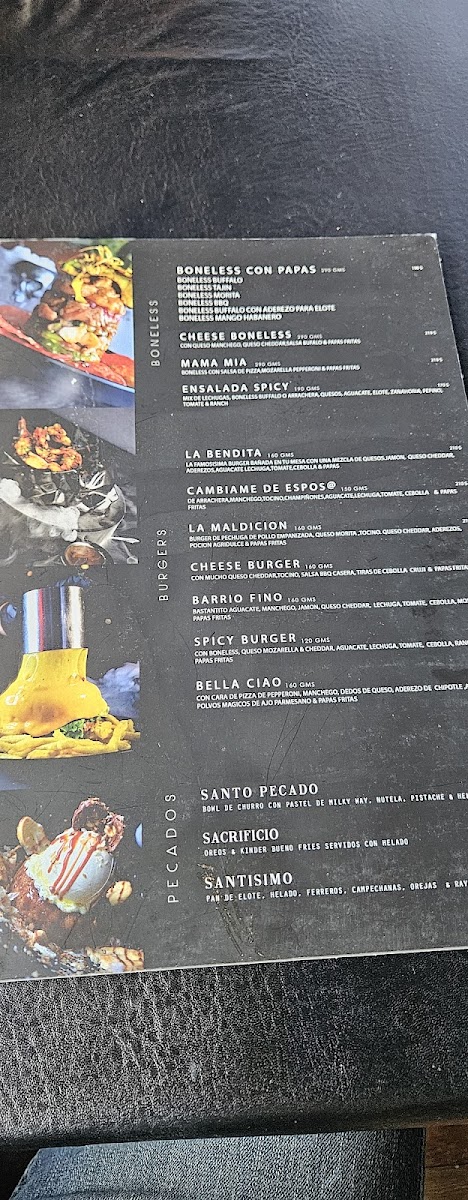 BONELESS
BONELESS CON PAPAS 390 GMS
BONELESS BUFFALO
BONELESS TAJIN
BONELESS MORITA
BONELESS BBQ
BONELESS BUFFALO CON ADEREZO PARA ELOTE
BONELESS MANGO HABANERO
CHEESE BONELESS 390 GMS
CON QUESO MANCHEGO, QUESO CHEDDAR,SALSA BUFALO & PAPAS FRITAS
MAMA MIA 390 GMS
BONELESS CON SALSA DE PIZZA,MOZARELLA PEPPERONI & PAPAS FRITAS
ENSALADA SPICY 190 GMS
MIX DE LECHUGAS, BONELESS BUFFALO O ARRACHERA, QUESOS, AGUACATE, ELOTE, ZANAHORIA, PEPINO,
TOMATE & RANCH
BURGERS
LA BENDITA 160 GMS
LA FAMOSISIMA BURGER BAÑADA EN TU MESA CON UNA MEZCLA DE QUESOS,JAMON, QUESO CHEDDAR,
ADEREZOS,AGUACATE LECHUGA,TOMATE,CEBOLLA & PAPAS
CAMBIAME DE ESPOS@ 150 GMS
DE ARRACHERA,MANCHEGO,TOCINO,CHAMPIÑONES,AGUACATE,LECHUGA,TOMATE, CEBOLLA & PAPAS
FRITAS
LA MALDICION 160 GMS
BURGER DE PECHUGA DE POLLO EMPANIZADA, QUESO MORITA ,TOCINO, QUESO CHEDDAR, ADEREZOS,
POCION AGRIDULCE & PAPAS FRITAS
CHEESE BURGER 160 GMS
CON MUCHO QUESO CHEDDAR,TOCINO, SALSA BBQ CASERA, TIRAS DE CEBOLLA CRUJI & PAPAS FRITAS
BARRIO FINO 160 GMS
BASTANTITO AGUACATE, MANCHEGO, JAMON, QUESO CHEDDAR, LECHUGA, TOMATE, CEBOLLA,
PAPAS FRITAS
SPICY BURGER 120 GMS
CON BONELESS, QUESO MOZARELLA & CHEDDAR, AGUACATE, LECHUGA,TOMATE, CEBOLLA,
PAPAS FRITAS
BELLA CIAO 160 GMS
CON CARA DE PIZZA DE PEPPERONI, MANCHEGO, DEDOS DE QUESO, ADEREZO DE CHIPOTLE
POLVOS MAGICOS DE AJO PARMESANO & PAPAS FRITAS
PECADOS
SANTO PECADO
BOWL DE CHURRO CON PASTEL DE MILKY WAY, NUTELA, PISTACHE &
SACRIFICIO
OREOS & KINDER BUENO FRIES SERVIDOS CON HELADO
SANTISIMO
PAN DE ELOTE, HELADO, FERREROS, CAMPECHANAS, OREJAS &